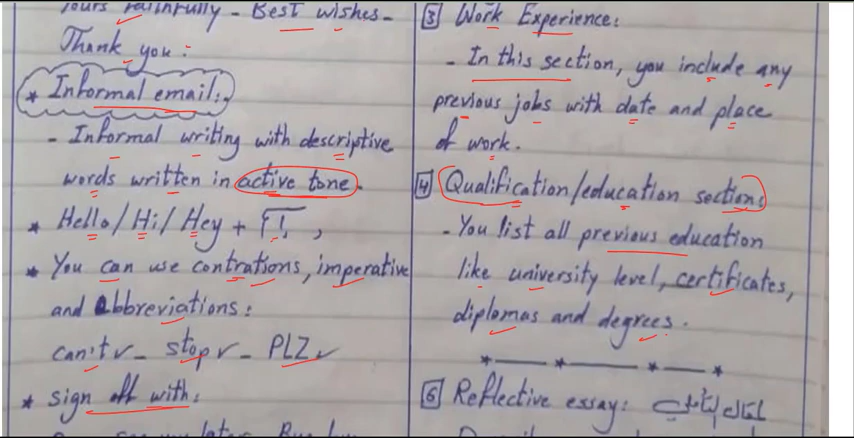 Yours faithfully - Best wishes -
Thank you:
* Informal email:
- Informal writing with descriptive
words written in active tone.
* Hello/Hi/Hey +
* You can use contrations, imperative
and Abbreviations:
can't - stop - PLZ
* sign off with:
3 Work Experience:
- In this section, you include any
previous jobs with date and place
of work.
4 Qualification/education section:
- You list all previous education
like university level, certificates,
diplomas and degrees.
6 Reflective essay: